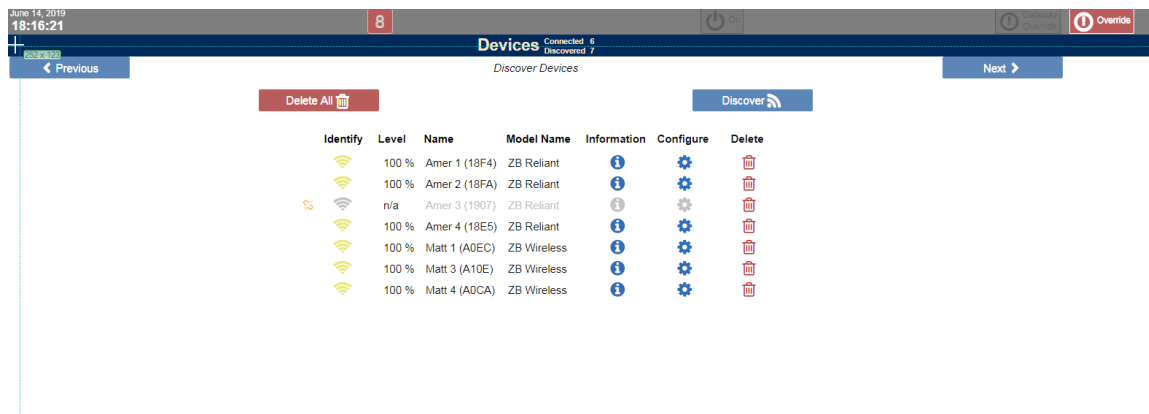 June 14, 2019
18:16:21
8
On
Gateway Override
Override
Devices Connected 6 Discovered 7
252 x 123
Previous
Discover Devices
Next
Delete All
Discover
Identify Level Name Model Name Information Configure Delete
100 % Amer 1 (18F4) ZB Reliant
100 % Amer 2 (18FA) ZB Reliant
n/a Amer 3 (1907) ZB Reliant
100 % Amer 4 (18E5) ZB Reliant
100 % Matt 1 (A0EC) ZB Wireless
100 % Matt 3 (A10E) ZB Wireless
100 % Matt 4 (A0CA) ZB Wireless